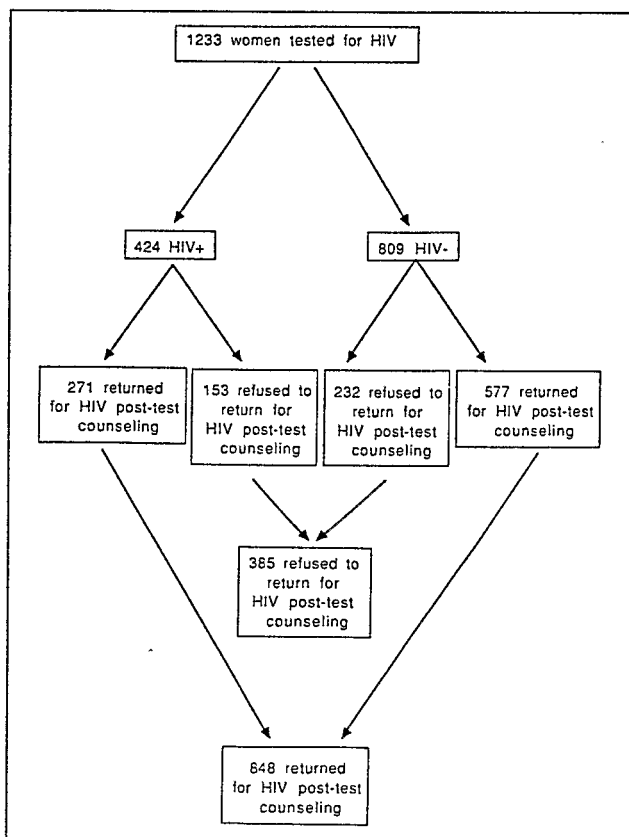 1233 women tested for HIV
424 HIV+
809 HIV-
271 returned
for HIV post-test
counseling
153 refused to
return for
HIV post-test
counseling
232 refused to
return for
HIV post-test
counseling
577 returned
for HIV post-test
counseling
385 refused to
return for
HIV post-test
counseling
848 returned
for HIV post-test
counseling